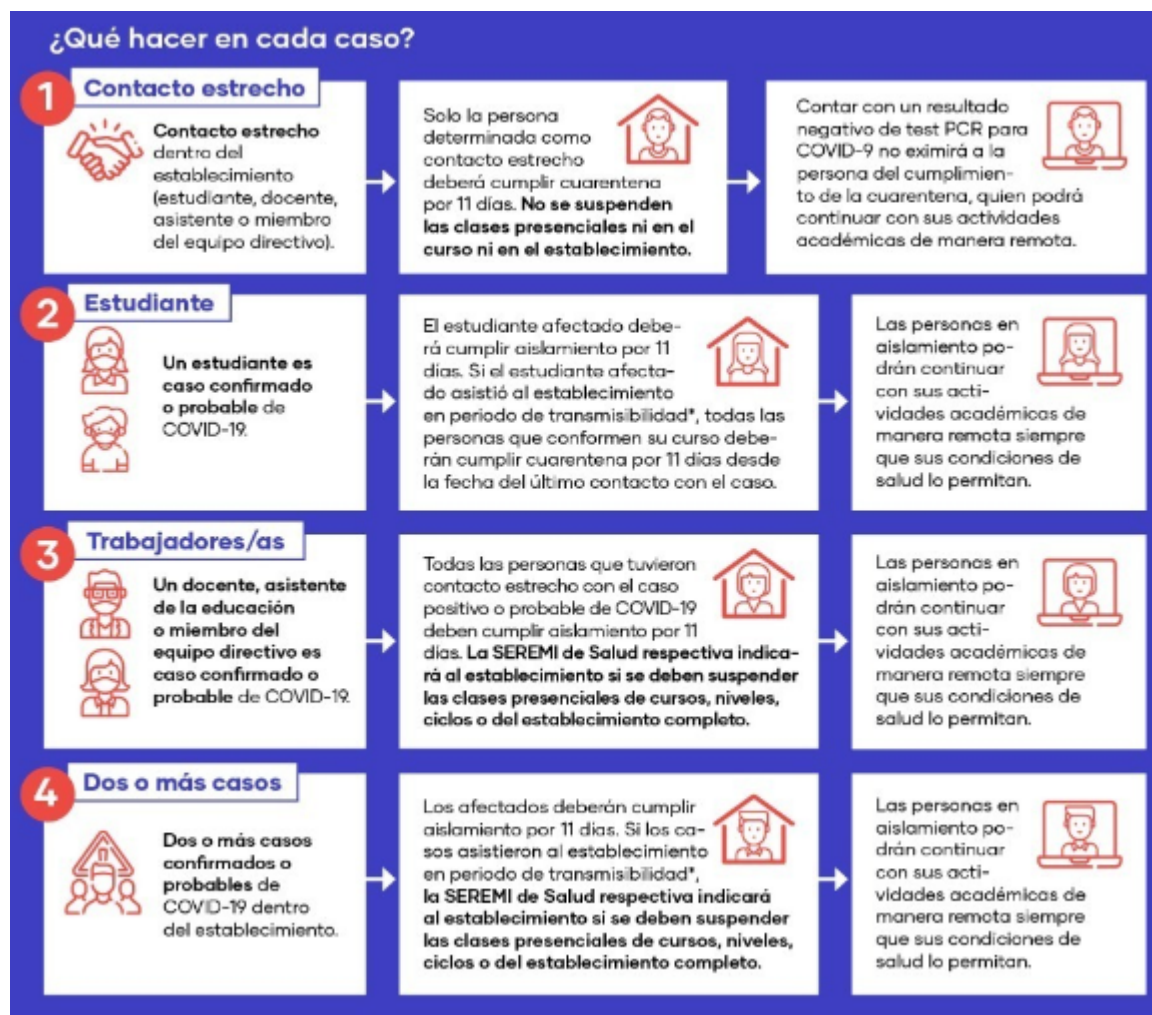 ¿Qué hacer en cada caso?
1
Contacto estrecho
Contacto estrecho
dentro del
establecimiento
(estudiante, docente,
asistente o miembro
del equipo directivo).
Solo la persona
determinada como
contacto estrecho
deberá cumplir cuarentena
por 11 días. No se suspenden
las clases presenciales ni en el
curso ni en el establecimiento.
Contar con un resultado
negativo de test PCR para
COVID-9 no eximirá a la
persona del cumplimien-
to de la cuarentena, quien podrá
continuar con sus actividades
académicas de manera remota.
2
Estudiante
Un estudiante es
caso confirmado
o probable de
COVID-19.
El estudiante afectado debe-
rá cumplir aislamiento por 11
días. Si el estudiante afecta-
do asistió al establecimiento
en periodo de transmisibilidad*, todas las
personas que conformen su curso debe-
rán cumplir cuarentena por 11 días desde
la fecha del último contacto con el caso.
Las personas en
aislamiento po-
drán continuar
con sus acti-
vidades académicas de
manera remota siempre
que sus condiciones de
salud lo permitan.
3
Trabajadores/as
Un docente, asistente
de la educación
o miembro del
equipo directivo es
caso confirmado o
probable de COVID-19.
Todas las personas que tuvieron
contacto estrecho con el caso
positivo o probable de COVID-19
deben cumplir aislamiento por 11
días. La SEREMI de Salud respectiva indica-
rá al establecimiento si se deben suspender
las clases presenciales de cursos, niveles,
ciclos o del establecimiento completo.
Las personas en
aislamiento po-
drán continuar
con sus acti-
vidades académicas de
manera remota siempre
que sus condiciones de
salud lo permitan.
4
Dos o más casos
Dos o más casos
confirmados o
probables de
COVID-19 dentro
del establecimiento.
Los afectados deberán cumplir
aislamiento por 11 días. Si los ca-
sos asistieron al establecimiento
en periodo de transmisibilidad*,
la SEREMI de Salud respectiva indicará
al establecimiento si se deben suspender
las clases presenciales de cursos, niveles,
ciclos o del establecimiento completo.
Las personas en
aislamiento po-
drán continuar
con sus acti-
vidades académicas de
manera remota siempre
que sus condiciones de
salud lo permitan.